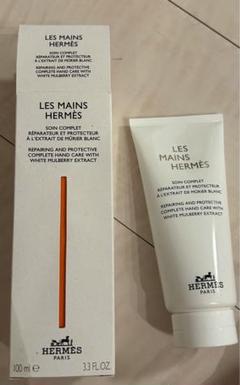 LES MAINS
HERMÈS
SOIN COMPLET
RÉPARATEUR ET PROTECTEUR
À L'EXTRAIT DE MÛRIER BLANC
REPAIRING AND PROTECTIVE
COMPLETE HAND CARE WITH
WHITE MULBERRY EXTRACT
LES MAINS
HERMÈS
SOIN COMPLET
RÉPARATEUR ET PROTECTEUR
À L'EXTRAIT DE MÛRIER BLANC
REPAIRING AND PROTECTIVE
COMPLETE HAND CARE WITH
WHITE MULBERRY EXTRACT
HERMÈS
PARIS
100 ml e 3.3 FL.OZ
LES
MAINS
HERMÈS
SOIN COMPLET
RÉPARATEUR ET PROTECTEUR
À L'EXTRAIT DE MÛRIER BLANC
REPAIRING AND PROTECTIVE
COMPLETE HAND CARE WITH
WHITE MULBERRY EXTRACT
HERMÈS
PARIS